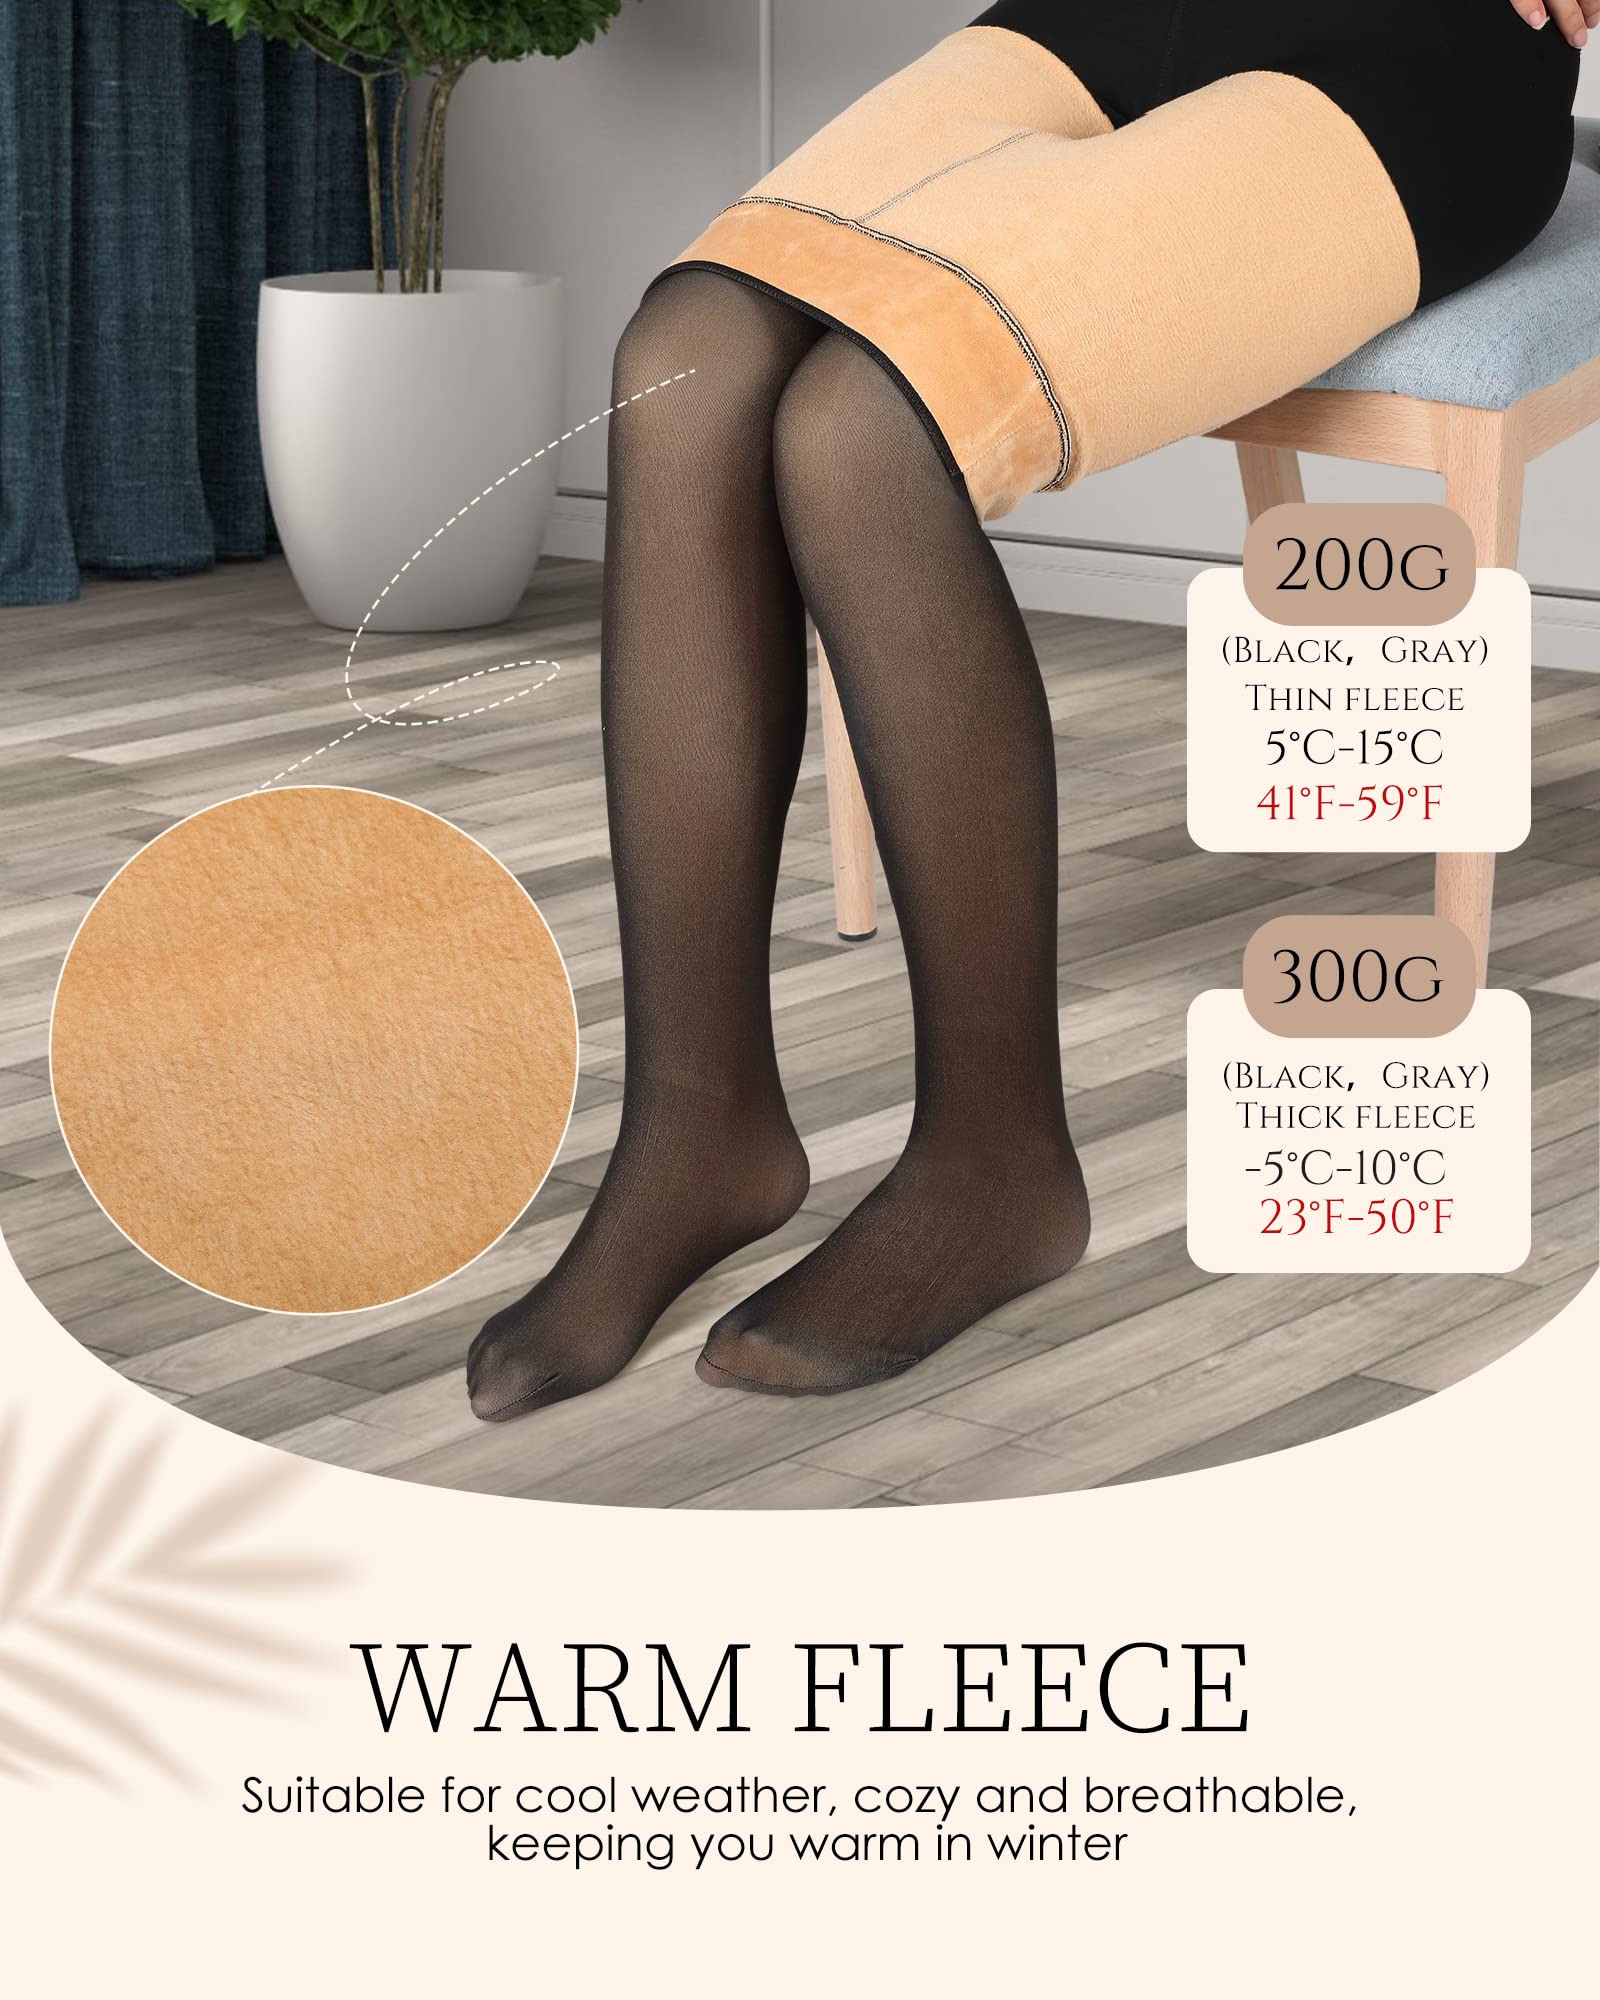 200G
(Black, Gray)
Thin fleece
5°C-15°C
41°F-59°F
300G
(Black, Gray)
Thick fleece
-5°C-10°C
23°F-50°F
WARM FLEECE
Suitable for cool weather, cozy and breathable,
keeping you warm in winter